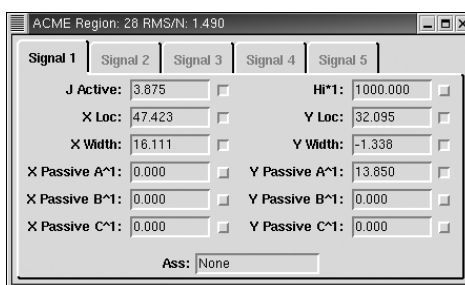 ACME Region: 28 RMS/N: 1.490
Signal 1 Signal 2 Signal 3 Signal 4 Signal 5
J Active: 3.875 Hi*1: 1000.000
X Loc: 47.423 Y Loc: 32.095
X Width: 16.111 Y Width: -1.338
X Passive A^1: 0.000 Y Passive A^1: 13.850
X Passive B^1: 0.000 Y Passive B^1: 0.000
X Passive C^1: 0.000 Y Passive C^1: 0.000
Ass: None